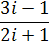 3i − 1
2i + 1